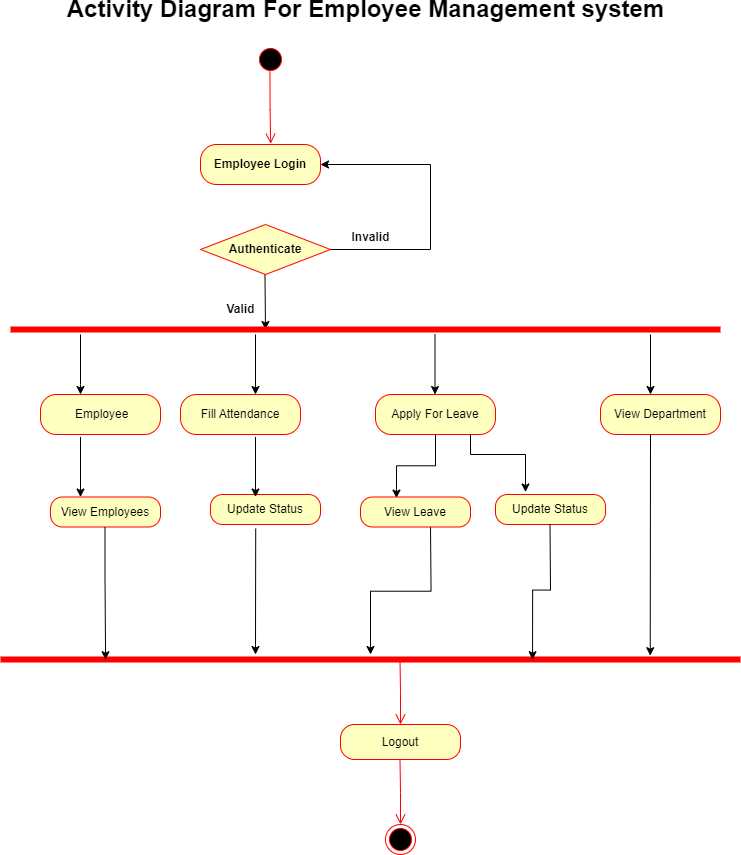 Activity Diagram For Employee Management system
Employee Login
Invalid
Authenticate
Valid
Employee
Fill Attendance
Apply For Leave
View Department
View Employees
Update Status
View Leave
Update Status
Logout